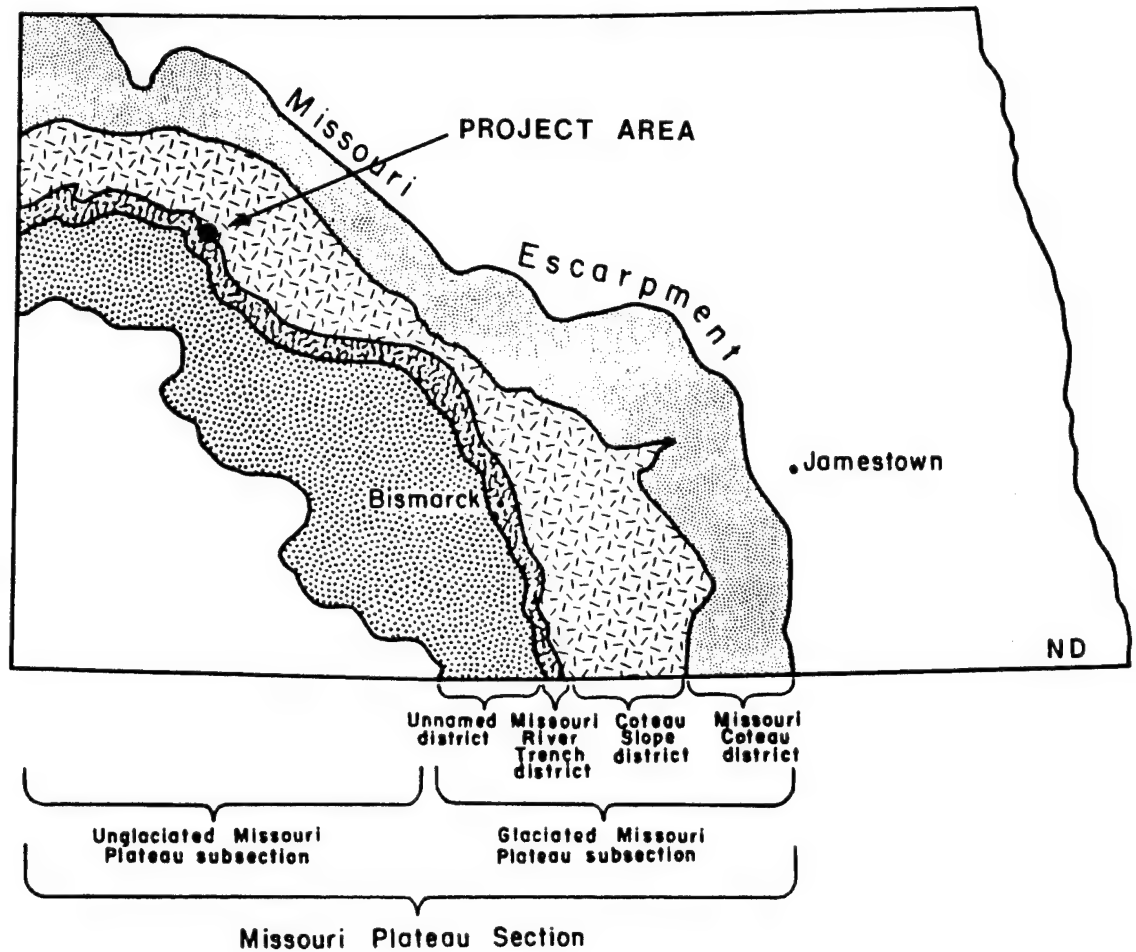 Missouri
PROJECT AREA
Escarpment
Jamestown
Bismarck
ND
Unnamed
district
Missouri
River
Trench
district
Coteau
Slope
district
Missouri
Coteau
district
Unglaciated Missouri
Plateau subsection
Glaciated Missouri
Plateau subsection
Missouri Plateau Section